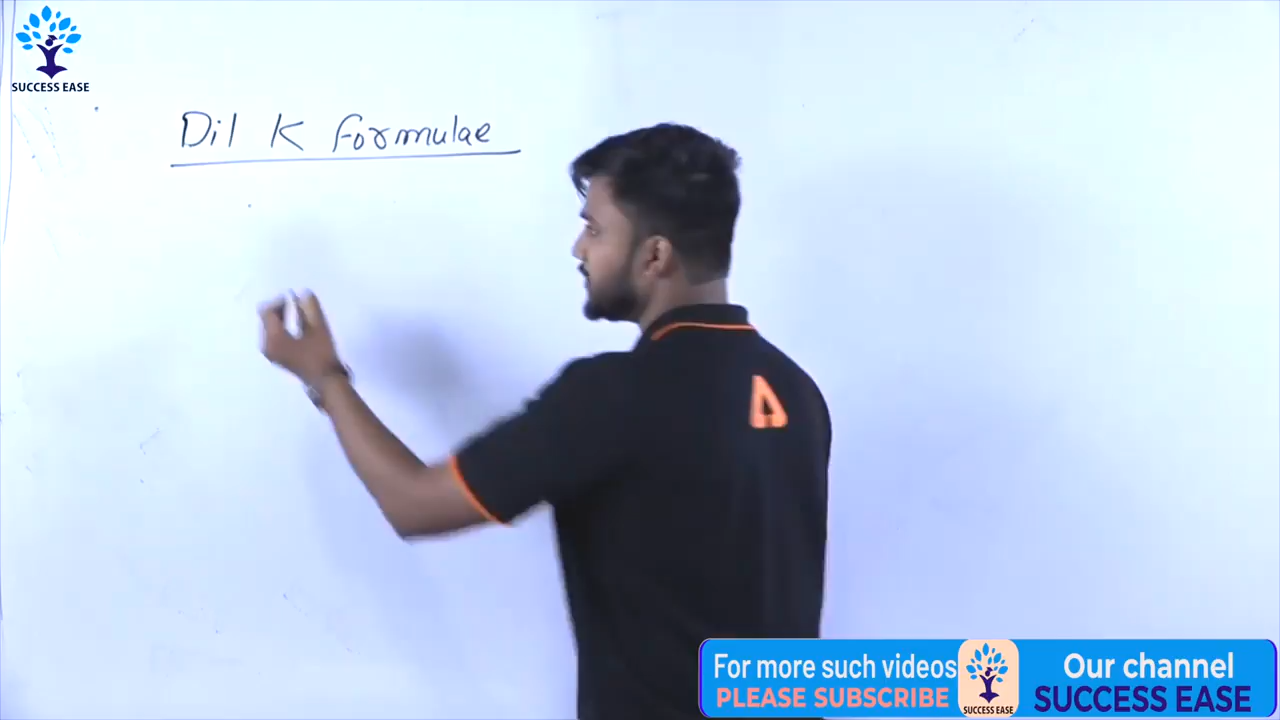 SUCCESS EASE
Dil K Formulae
For more such videos
PLEASE SUBSCRIBE
SUCCESS EASE
Our channel
SUCCESS EASE